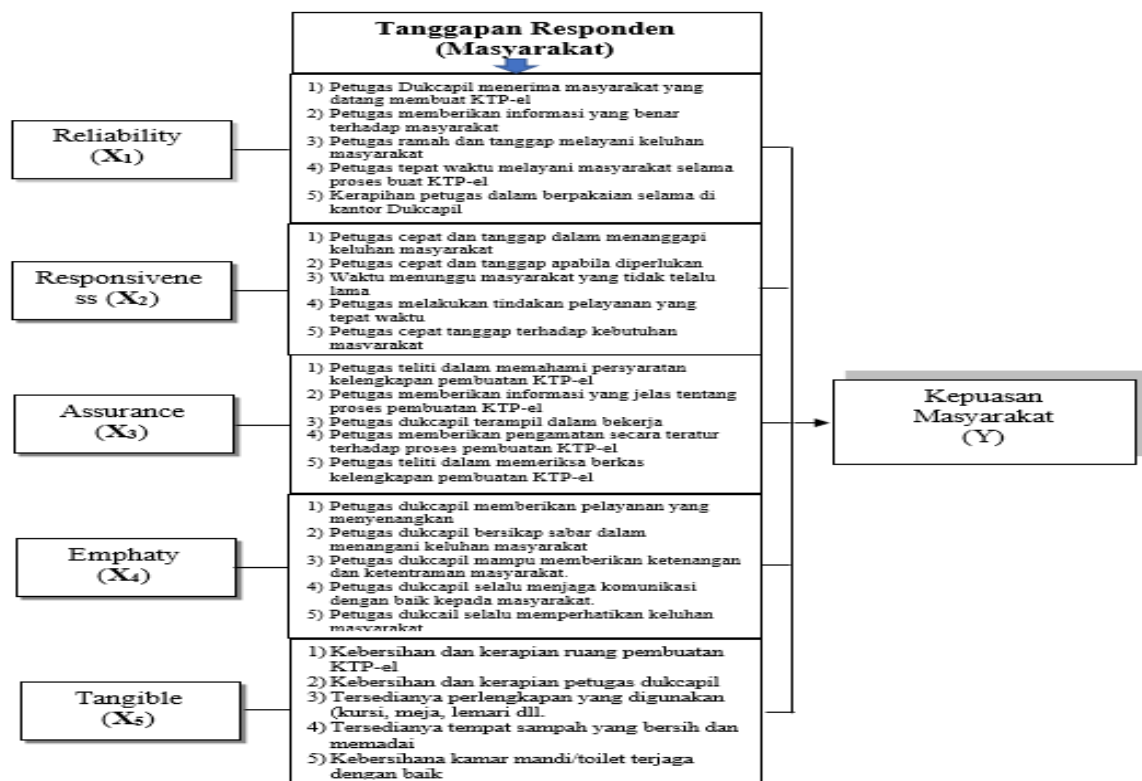 Tanggapan Responden
(Masyarakat)
Reliability
(X₁)
1) Petugas Dukcapil menerima masyarakat yang
datang membuat KTP-el
2) Petugas memberikan informasi yang benar
terhadap masyarakat
3) Petugas ramah dan tanggap melayani keluhan
masyarakat
4) Petugas tepat waktu melayani masyarakat selama
proses buat KTP-el
5) Kerapihan petugas dalam berpakaian selama di
kantor Dukcapil
Responsivene
ss (X₂)
1) Petugas cepat dan tanggap dalam menanggapi
keluhan masyarakat
2) Petugas cepat dan tanggap apabila diperlukan
3) Waktu menunggu masyarakat yang tidak telalu
lama
4) Petugas melakukan tindakan pelayanan yang
tepat waktu
5) Petugas cepat tanggap terhadap kebutuhan
masyarakat
Assurance
(X₃)
1) Petugas teliti dalam memahami persyaratan
kelengkapan pembuatan KTP-el
2) Petugas memberikan informasi yang jelas tentang
proses pembuatan KTP-el
3) Petugas dukcapil terampil dalam bekerja
4) Petugas memberikan pengamatan secara teratur
terhadap proses pembuatan KTP-el
5) Petugas teliti dalam memeriksa berkas
kelengkapan pembuatan KTP-el
Emphaty
(X₄)
1) Petugas dukcapil memberikan pelayanan yang
menyenangkan
2) Petugas dukcapil bersikap sabar dalam
menangani keluhan masyarakat
3) Petugas dukcapil mampu memberikan ketenangan
dan ketentraman masyarakat.
4) Petugas dukcapil selalu menjaga komunikasi
dengan baik kepada masyarakat.
5) Petugas dukcail selalu memperhatikan keluhan
masyarakat
Tangible
(X₅)
1) Kebersihan dan kerapian ruang pembuatan
KTP-el
2) Kebersihan dan kerapian petugas dukcapil
3) Tersedianya perlengkapan yang digunakan
(kursi, meja, lemari dll.
4) Tersedianya tempat sampah yang bersih dan
memadai
5) Kebersihana kamar mandi/toilet terjaga
dengan baik
Kepuasan
Masyarakat
(Y)